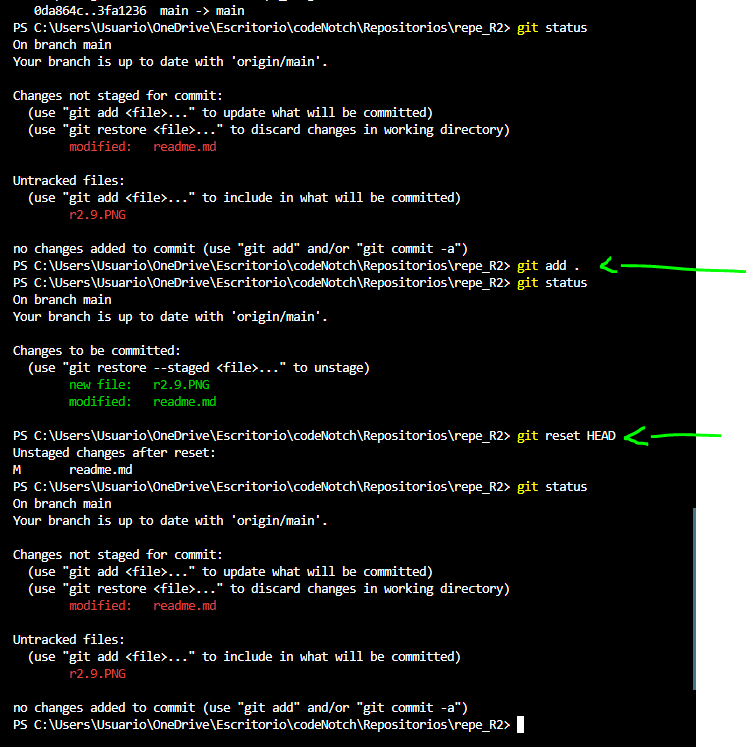 0da864c..3fa1236  main -> main
PS C:\Users\Usuario\OneDrive\Escritorio\codeNotch\Repositorios\repe_R2> git status
On branch main
Your branch is up to date with 'origin/main'.

Changes not staged for commit:
  (use "git add <file>..." to update what will be committed)
  (use "git restore <file>..." to discard changes in working directory)
        modified:   readme.md

Untracked files:
  (use "git add <file>..." to include in what will be committed)
        r2.9.PNG

no changes added to commit (use "git add" and/or "git commit -a")
PS C:\Users\Usuario\OneDrive\Escritorio\codeNotch\Repositorios\repe_R2> git add .
PS C:\Users\Usuario\OneDrive\Escritorio\codeNotch\Repositorios\repe_R2> git status
On branch main
Your branch is up to date with 'origin/main'.

Changes to be committed:
  (use "git restore --staged <file>..." to unstage)
        new file:   r2.9.PNG
        modified:   readme.md

PS C:\Users\Usuario\OneDrive\Escritorio\codeNotch\Repositorios\repe_R2> git reset HEAD
Unstaged changes after reset:
M       readme.md
PS C:\Users\Usuario\OneDrive\Escritorio\codeNotch\Repositorios\repe_R2> git status
On branch main
Your branch is up to date with 'origin/main'.

Changes not staged for commit:
  (use "git add <file>..." to update what will be committed)
  (use "git restore <file>..." to discard changes in working directory)
        modified:   readme.md

Untracked files:
  (use "git add <file>..." to include in what will be committed)
        r2.9.PNG

no changes added to commit (use "git add" and/or "git commit -a")
PS C:\Users\Usuario\OneDrive\Escritorio\codeNotch\Repositorios\repe_R2>